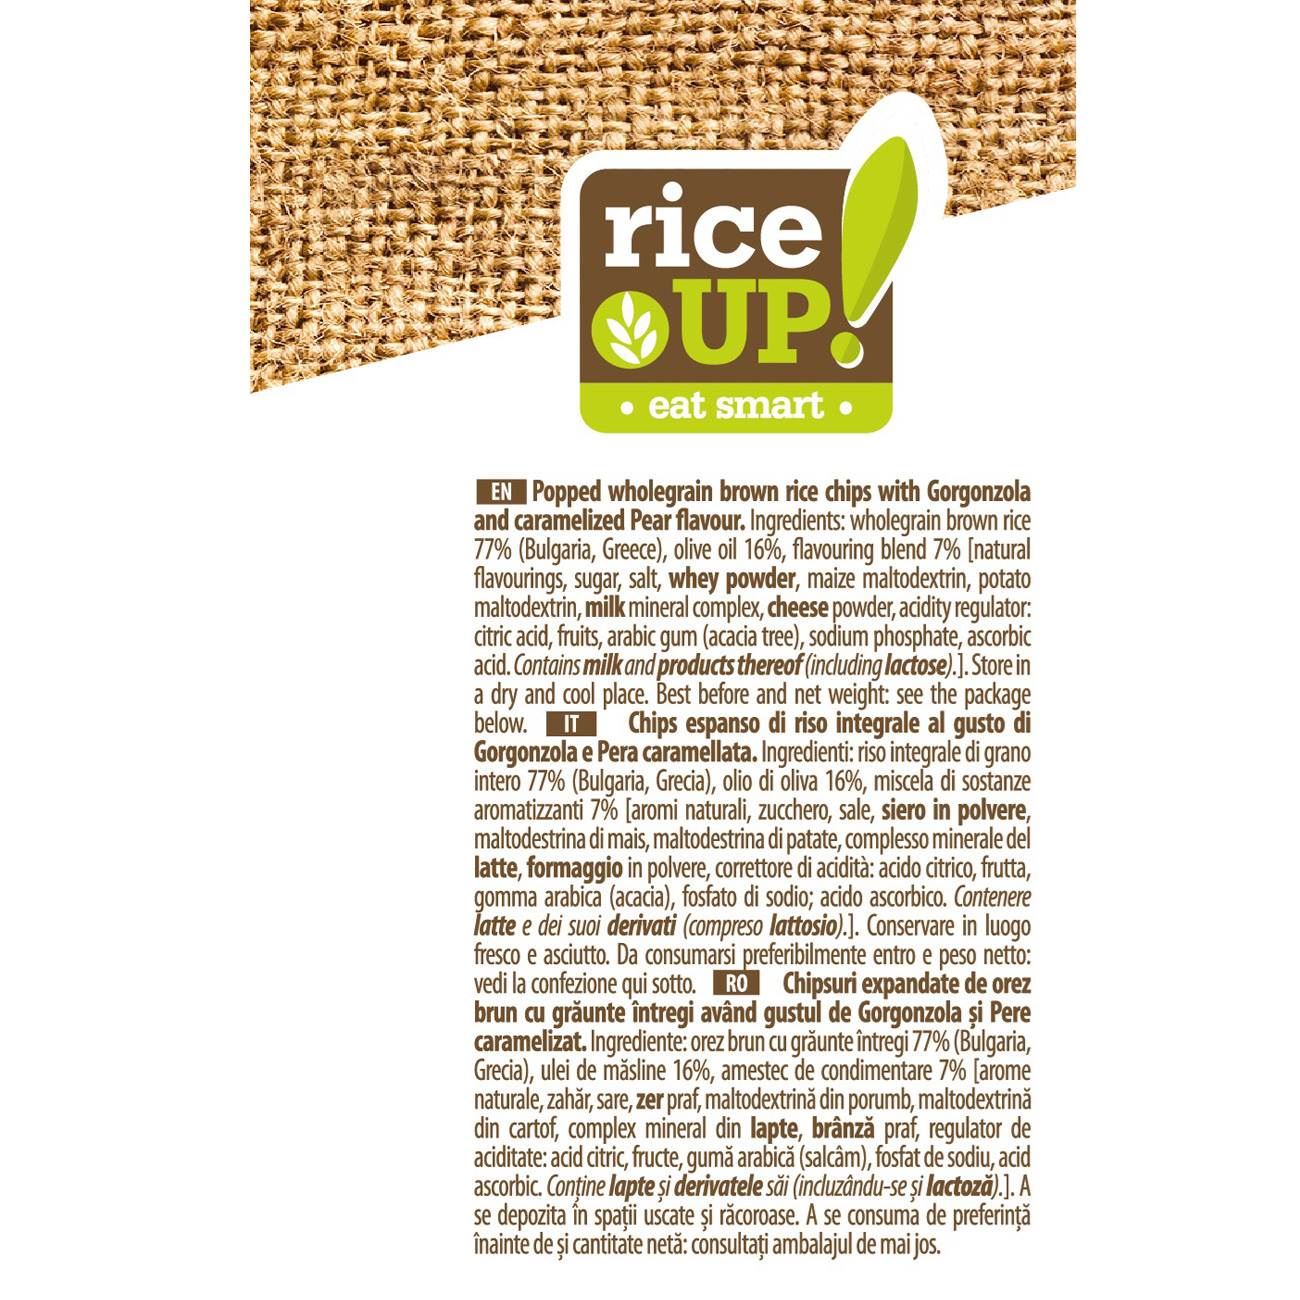 rice
UP!
• eat smart •
EN Popped wholegrain brown rice chips with Gorgonzola
and caramelized Pear flavour. Ingredients: wholegrain brown rice
77% (Bulgaria, Greece), olive oil 16%, flavouring blend 7% [natural
flavourings, sugar, salt, whey powder, maize maltodextrin, potato
maltodextrin, milk mineral complex, cheese powder, acidity regulator:
citric acid, fruits, arabic gum (acacia tree), sodium phosphate, ascorbic
acid. Contains milk and products thereof (including lactose).]. Store in
a dry and cool place. Best before and net weight: see the package
below. IT Chips espanso di riso integrale al gusto di
Gorgonzola e Pera caramellata. Ingredienti: riso integrale di grano
intero 77% (Bulgaria, Grecia), olio di oliva 16%, miscela di sostanze
aromatizzanti 7% [aromi naturali, zucchero, sale, siero in polvere,
maltodestrina di mais, maltodestrina di patate, complesso minerale del
latte, formaggio in polvere, correttore di acidità: acido citrico, frutta,
gomma arabica (acacia), fosfato di sodio; acido ascorbico. Contenere
latte e dei suoi derivati (compreso lattosio).]. Conservare in luogo
fresco e asciutto. Da consumarsi preferibilmente entro e peso netto:
vedi la confezione qui sotto. RO Chipsuri expandate de orez
brun cu grăunte întregi având gustul de Gorgonzola și Pere
caramelizat. Ingrediente: orez brun cu grăunte întregi 77% (Bulgaria,
Grecia), ulei de măsline 16%, amestec de condimentare 7% [arome
naturale, zahăr, sare, zer praf, maltodextrină din porumb, maltodextrină
din cartof, complex mineral din lapte, brânză praf, regulator de
aciditate: acid citric, fructe, gumă arabică (salcâm), fosfat de sodiu, acid
ascorbic. Conține lapte și derivatele săi (incluzându-se și lactoză).]. A
se depozita în spații uscate și răcoroase. A se consuma de preferință
înainte de și cantitate netă: consultați ambalajul de mai jos.